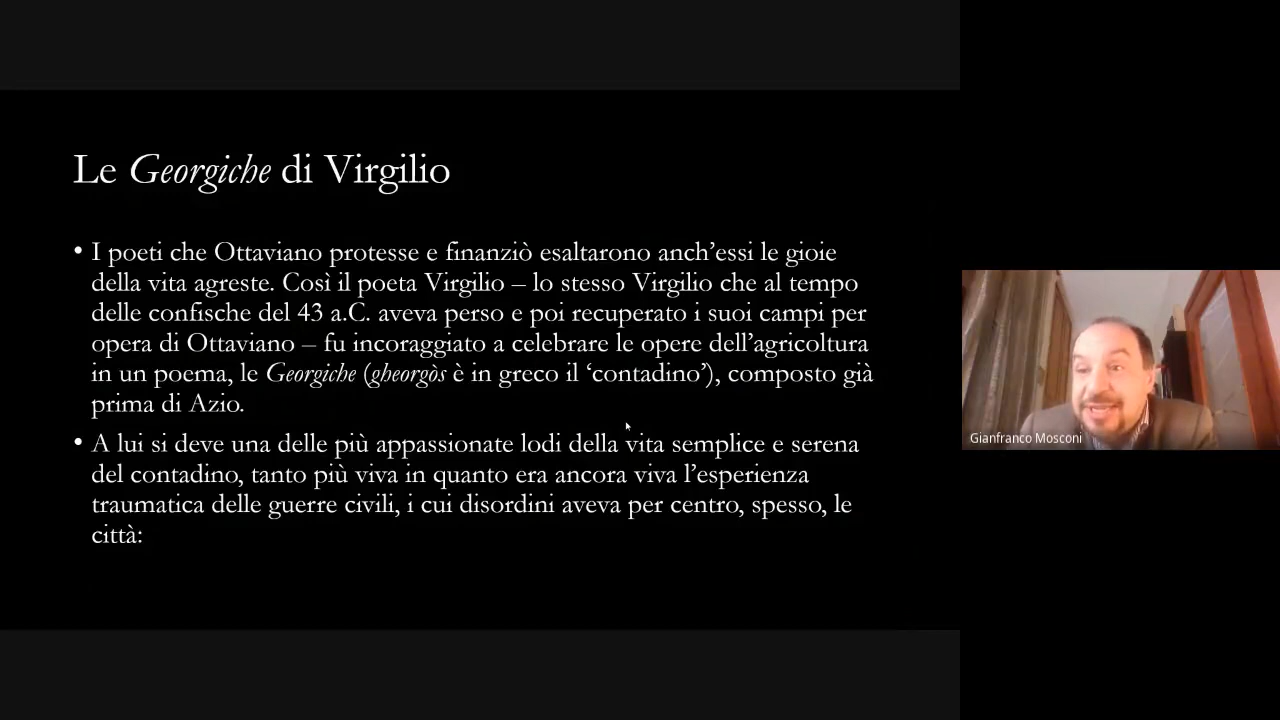 Le Georgiche di Virgilio
• I poeti che Ottaviano protesse e finanziò esaltarono anch’essi le gioie
della vita agreste. Così il poeta Virgilio – lo stesso Virgilio che al tempo
delle confische del 43 a.C. aveva perso e poi recuperato i suoi campi per
opera di Ottaviano – fu incoraggiato a celebrare le opere dell’agricoltura
in un poema, le Georgiche (gheorgòs è in greco il ‘contadino’), composto già
prima di Azio.
• A lui si deve una delle più appassionate lodi della vita semplice e serena
del contadino, tanto più viva in quanto era ancora viva l’esperienza
traumatica delle guerre civili, i cui disordini aveva per centro, spesso, le
città:
Gianfranco Mosconi